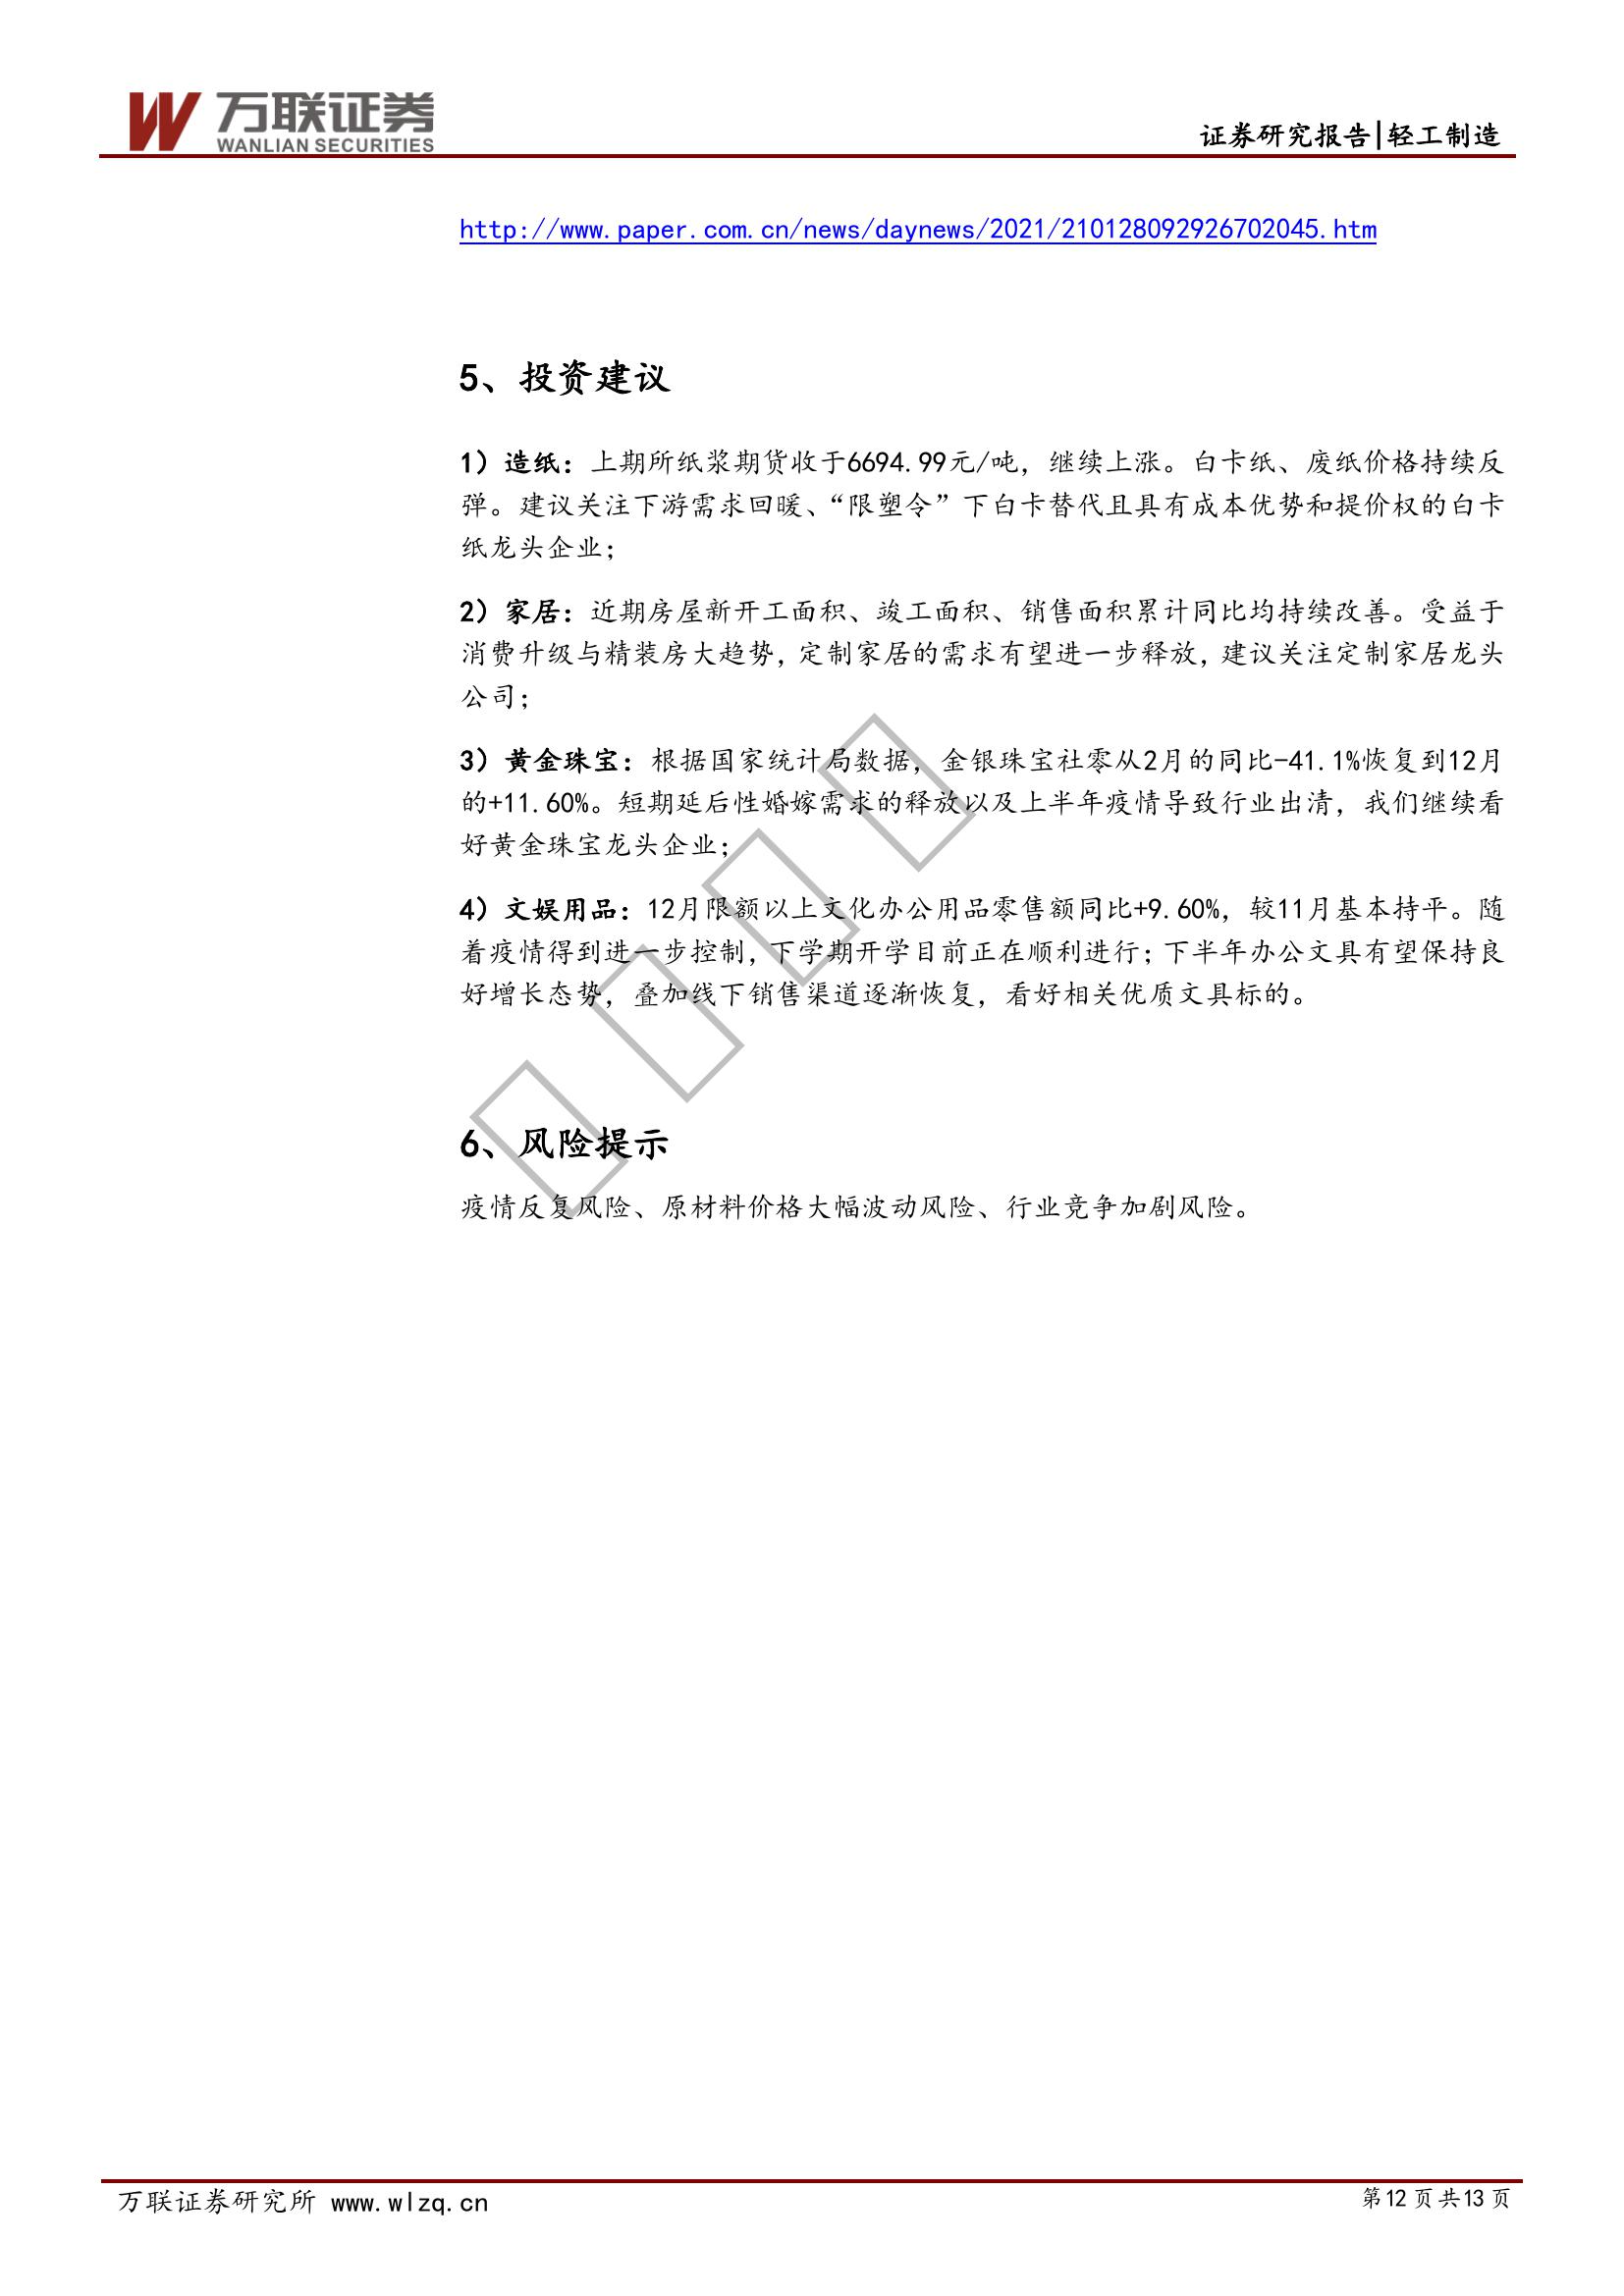 万联证券
WANLIAN SECURITIES
证券研究报告|轻工制造
http://www.paper.com.cn/news/daynews/2021/210128092926702045.htm
5、投资建议
1）造纸：上期所纸浆期货收于6694.99元/吨，继续上涨。白卡纸、废纸价格持续反
弹。建议关注下游需求回暖、“限塑令”下白卡替代且具有成本优势和提价权的白卡
纸龙头企业；
2）家居：近期房屋新开工面积、竣工面积、销售面积累计同比均持续改善。受益于
消费升级与精装房大趋势，定制家居的需求有望进一步释放，建议关注定制家居龙头
公司；
3）黄金珠宝：根据国家统计局数据，金银珠宝社零从2月的同比-41.1%恢复到12月
的+11.60%。短期延后性婚嫁需求的释放以及上半年疫情导致行业出清，我们继续看
好黄金珠宝龙头企业；
4）文娱用品：12月限额以上文化办公用品零售额同比+9.60%，较11月基本持平。随
着疫情得到进一步控制，下学期开学目前正在顺利进行；下半年办公文具有望保持良
好增长态势，叠加线下销售渠道逐渐恢复，看好相关优质文具标的。
6、风险提示
疫情反复风险、原材料价格大幅波动风险、行业竞争加剧风险。
万联证券研究所 www.wlzq.cn
第12页共13页